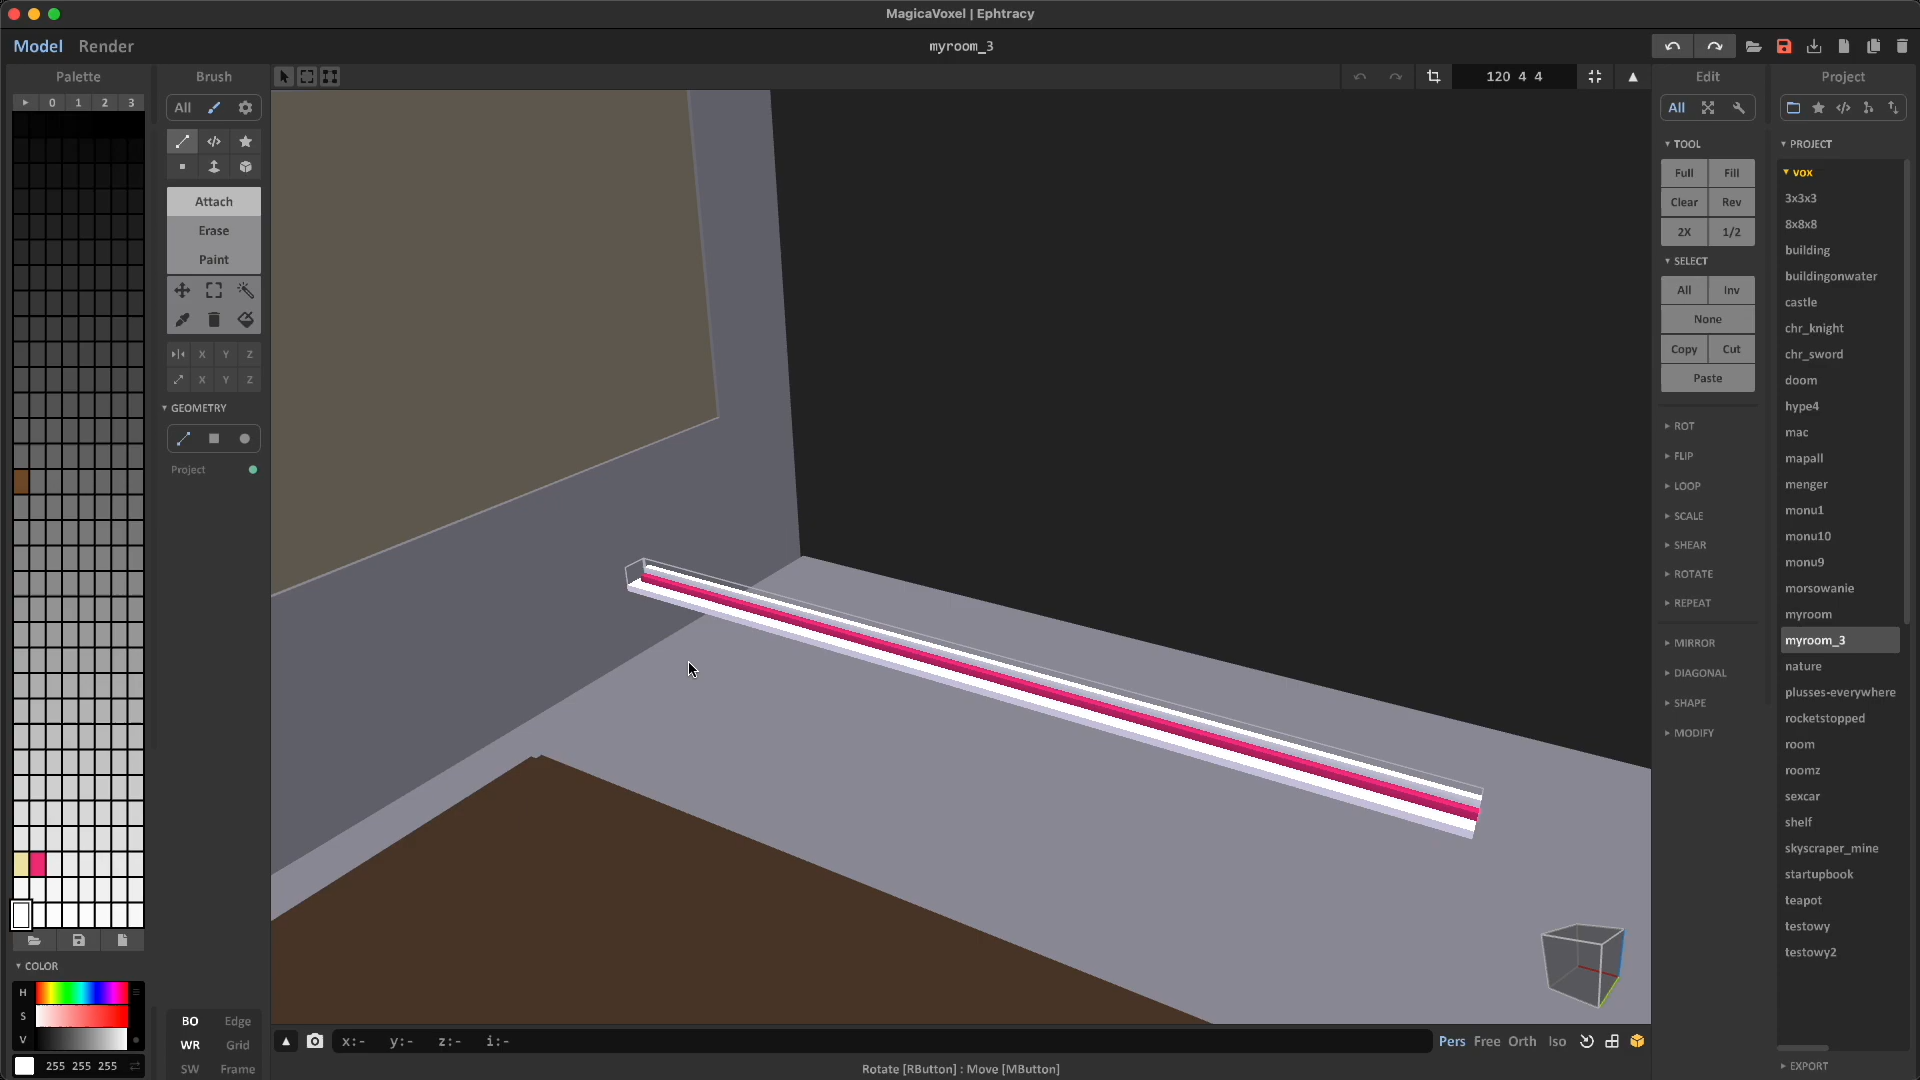 MagicaVoxel | Ephtracy
Model Render
myroom_3
Palette
0 1 2 3
COLOR
H
S
V
255 255 255
Brush
All
Attach
Erase
Paint
X Y Z
X Y Z
GEOMETRY
Project
BO Edge
WR Grid
SW Frame
120 4 4
x:- y:- z:- i:-
Pers Free Orth Iso
Rotate [RButton] : Move [MButton]
Edit
All
TOOL
Full Fill
Clear Rev
2X 1/2
SELECT
All Inv
None
Copy Cut
Paste
ROT
FLIP
LOOP
SCALE
SHEAR
ROTATE
REPEAT
MIRROR
DIAGONAL
SHAPE
MODIFY
Project
PROJECT
vox
3x3x3
8x8x8
building
buildingonwater
castle
chr_knight
chr_sword
doom
hype4
mac
mapall
menger
monu1
monu10
monu9
morsowanie
myroom
myroom_3
nature
plusses-everywhere
rocketstopped
room
roomz
sexcar
shelf
skyscraper_mine
startupbook
teapot
testowy
testowy2
EXPORT